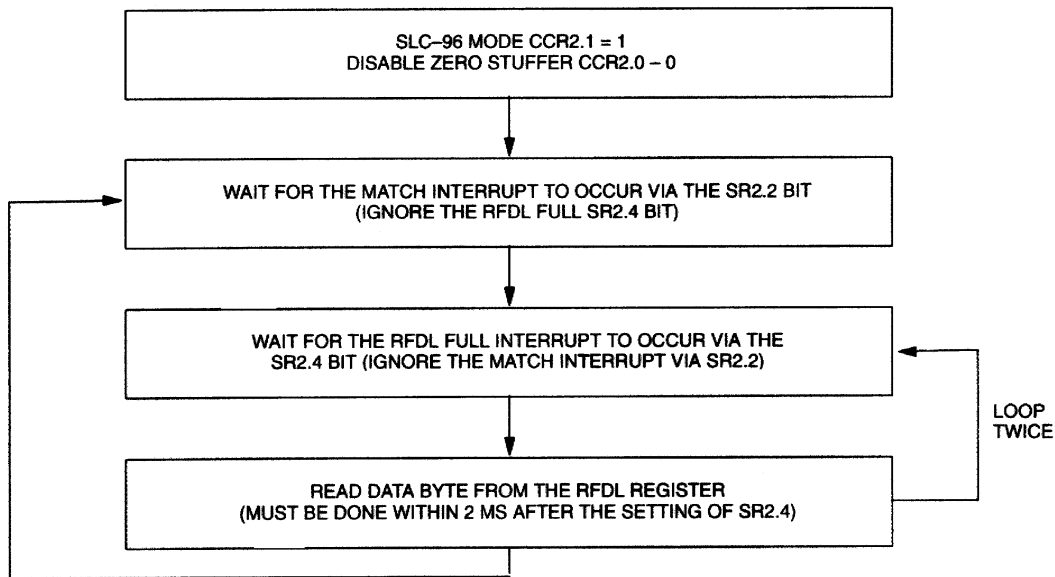 SLC–96 MODE CCR2.1 = 1
DISABLE ZERO STUFFER CCR2.0 – 0
WAIT FOR THE MATCH INTERRUPT TO OCCUR VIA THE SR2.2 BIT
(IGNORE THE RFDL FULL SR2.4 BIT)
WAIT FOR THE RFDL FULL INTERRUPT TO OCCUR VIA THE
SR2.4 BIT (IGNORE THE MATCH INTERRUPT VIA SR2.2)
LOOP
TWICE
READ DATA BYTE FROM THE RFDL REGISTER
(MUST BE DONE WITHIN 2 MS AFTER THE SETTING OF SR2.4)